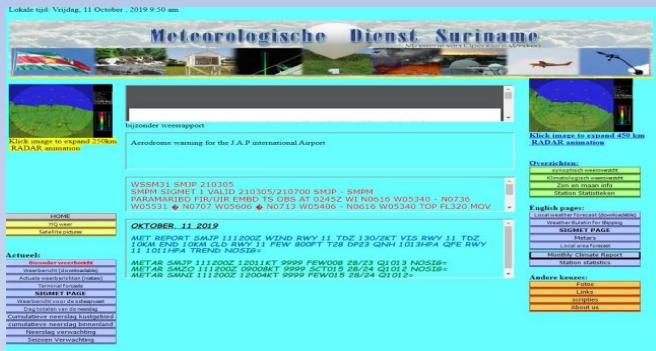 Lokale tijd: Vrijdag, 11 October , 2019 9:50 am
Meteorologische Dienst Suriname
Klick image to expand 250km
RADAR animation
HOME
HQ weer
Satellite pictures
Actueel:
Bijzonder weerbericht
Weerbericht (downloadable)
Actuele weerberichten (metars)
Terminal forcasts
SIGMET PAGE
Weerbericht voor de scheepvaart
Dag totalen van de neerslag
Cumulatieve neerslag kustgebied
cumulatieve neerslag binnenland
Neerslag verwachting
Seizoen Verwachting
bijzonder weerrapport
Aerodrome warning for the J.A.P international Airport
WSSM31 SMJP 210305
SMPM SIGMET 1 VALID 210305/210700 SMJP - SMPM
PARAMARIBO FIR/UIR EMBD TS OBS AT 0245Z WI N0616 W05340 - N0736
W05531 � N0707 W05606 � N0713 W05406 - N0616 W05340 TOP FL320 MOV
OKTOBER, 11 2019
MET REPORT SMJP 111200Z WIND RWY 11 TDZ 130/2KT VIS RWY 11 TDZ
10KM END 10KM CLD RWY 11 FEW 800FT T28 DP23 QNH 1013HPA QFE RWY
11 1011HPA TREND NOSIG=
METAR SMJP 111200Z 12011KT 9999 FEW008 28/23 Q1013 NOSIG=
METAR SMZO 111200Z 09008KT 9999 SCT015 28/24 Q1012 NOSIG=
METAR SMNI 111200Z 12004KT 9999 FEW015 28/24 Q1012=
Klick image to expand 450 km
RADAR animation
Overzichten:
synoptisch weeroverzicht
Klimatologisch weeroverzicht
Zon en maan info
Station Statistieken
English pages:
Local weather forecast (downloadable)
Weather Buletin for Shipping
SIGMET PAGE
Metars
Local area forecast
Monthly Climate Report
Station statistics
Andere keuzes:
Fotos
Links
scripties
About us